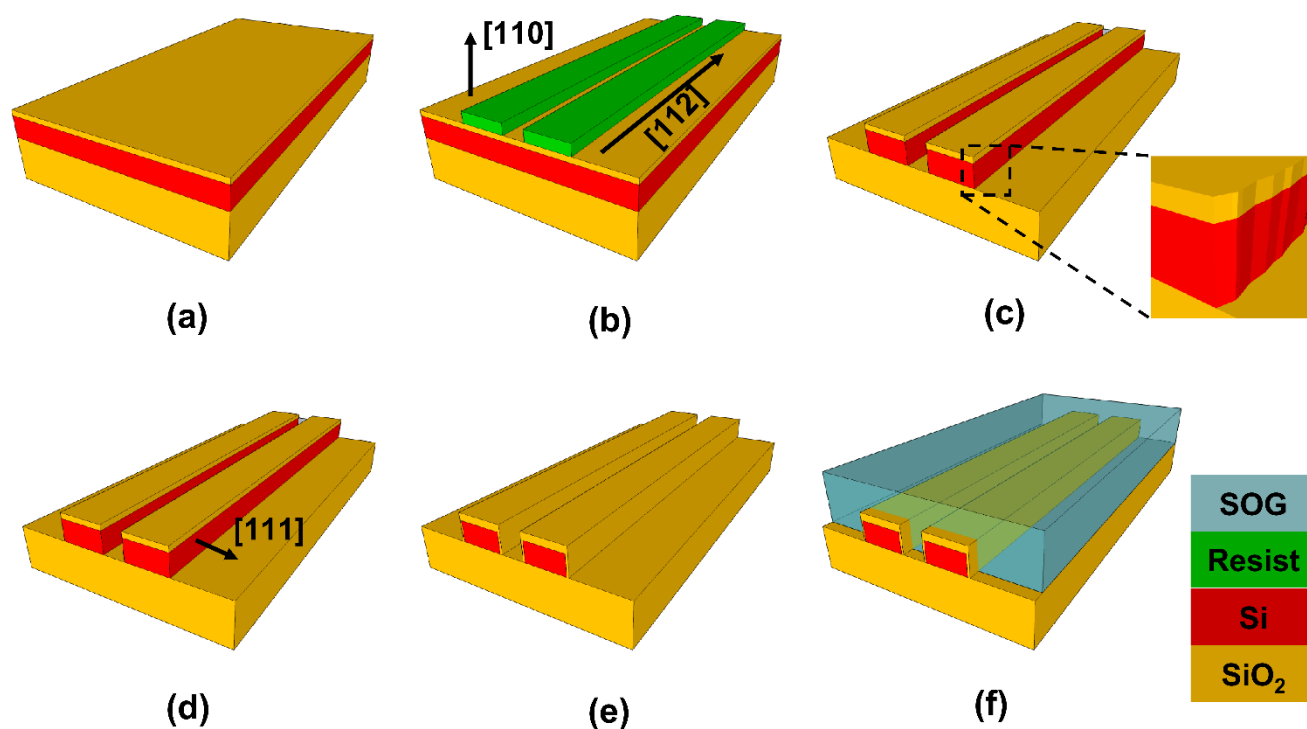 [110]
[112]
(a)
(b)
(c)
[111]
(d)
(e)
(f)
SOG
Resist
Si
SiO₂